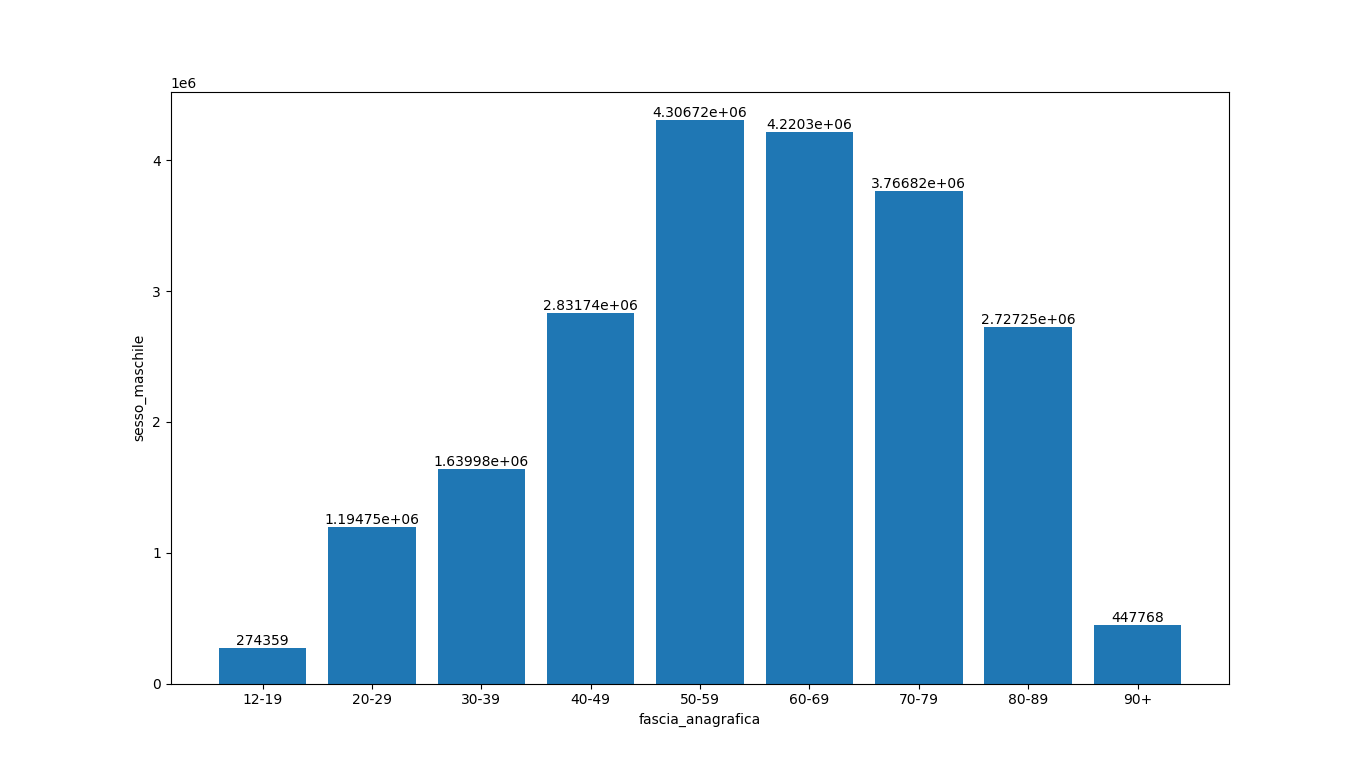 1e6
4.30672e+06
4.2203e+06
4
3.76682e+06
3
2.83174e+06
2.72725e+06
sesso_maschile
2
1.63998e+06
1.19475e+06
1
447768
274359
0
12-19 20-29 30-39 40-49 50-59 60-69 70-79 80-89 90+
fascia_anagrafica